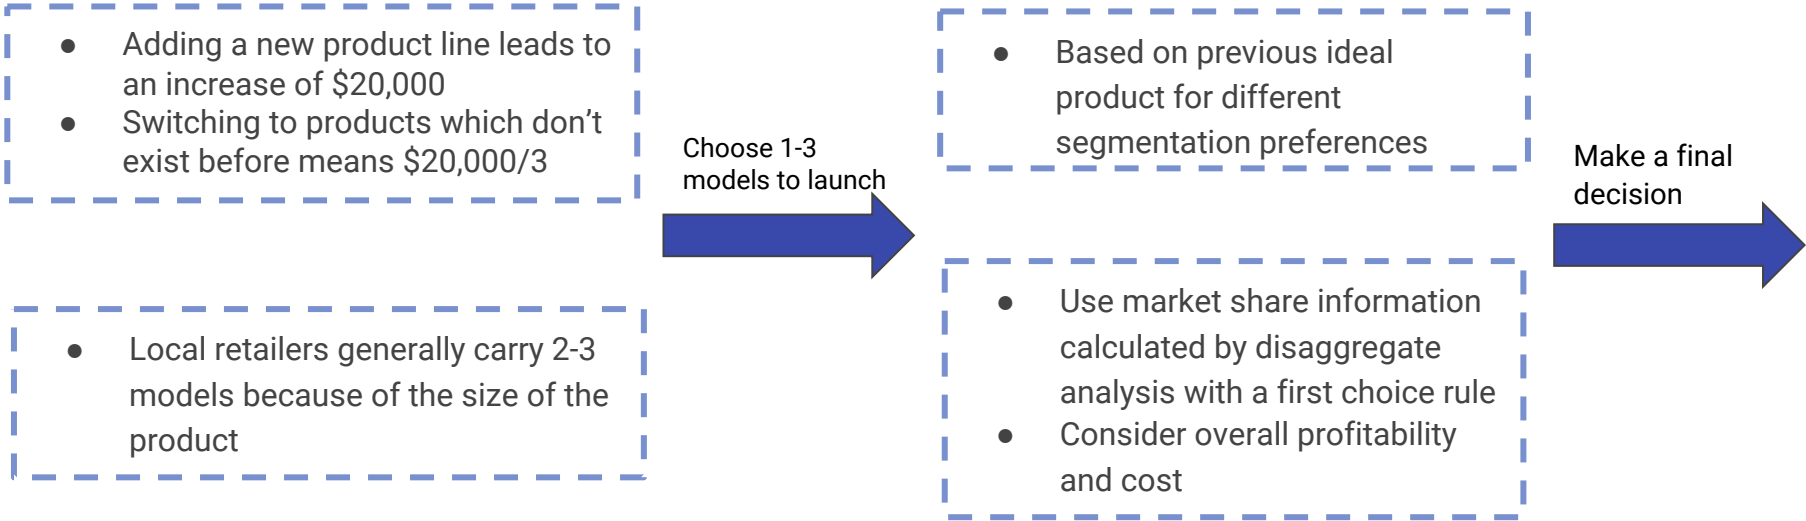 ● Adding a new product line leads to
an increase of $20,000
● Switching to products which don’t
exist before means $20,000/3
● Local retailers generally carry 2-3
models because of the size of the
product
Choose 1-3
models to launch
● Based on previous ideal
product for different
segmentation preferences
● Use market share information
calculated by disaggregate
analysis with a first choice rule
● Consider overall profitability
and cost
Make a final
decision